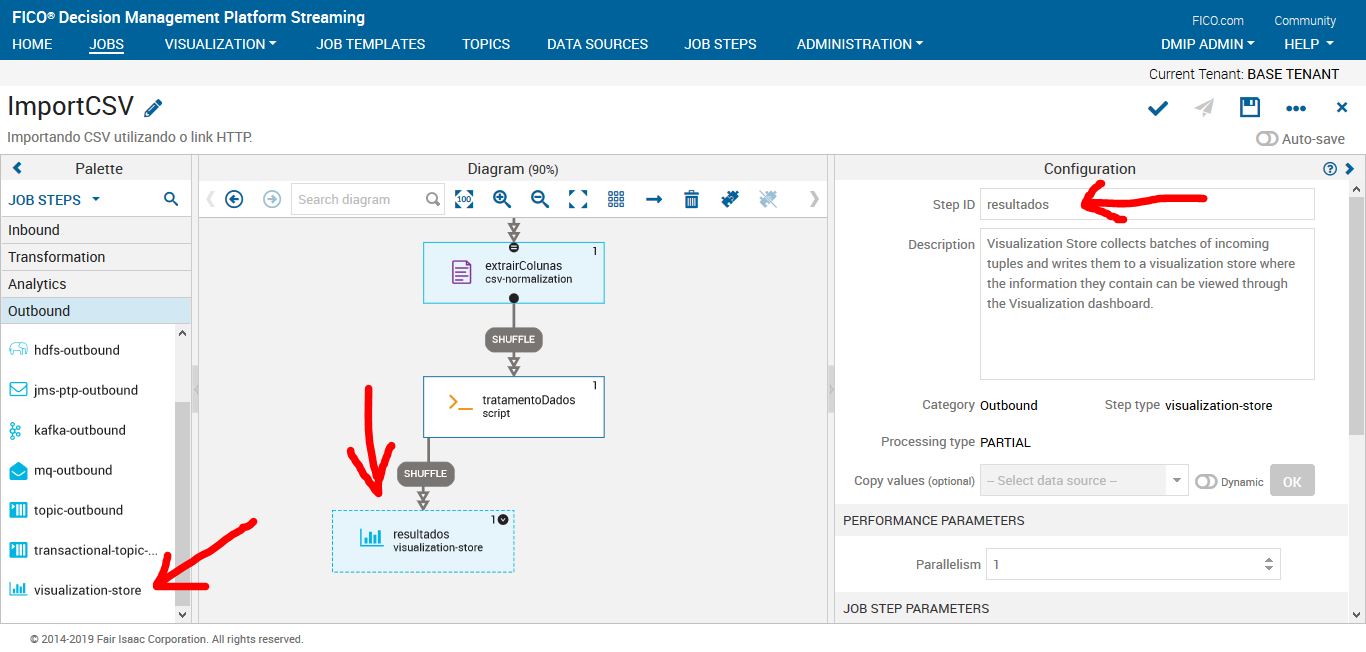 FICO® Decision Management Platform Streaming
FICO.com Community
HOME JOBS VISUALIZATION JOB TEMPLATES TOPICS DATA SOURCES JOB STEPS ADMINISTRATION DMIP ADMIN HELP
Current Tenant: BASE TENANT
ImportCSV
Importando CSV utilizando o link HTTP.
Auto-save
Palette
JOB STEPS
Inbound
Transformation
Analytics
Outbound
hdfs-outbound
jms-ptp-outbound
kafka-outbound
mq-outbound
topic-outbound
transactional-topic-...
visualization-store
Diagram (90%)
Search diagram
100
1
extrairColunas
csv-normalization
SHUFFLE
1
tratamentoDados
script
SHUFFLE
1
resultados
visualization-store
Configuration
Step ID resultados
Description Visualization Store collects batches of incoming
tuples and writes them to a visualization store where
the information they contain can be viewed through
the Visualization dashboard.
Category Outbound Step type visualization-store
Processing type PARTIAL
Copy values (optional) -- Select data source -- Dynamic OK
PERFORMANCE PARAMETERS
Parallelism 1
JOB STEP PARAMETERS
© 2014-2019 Fair Isaac Corporation. All rights reserved.